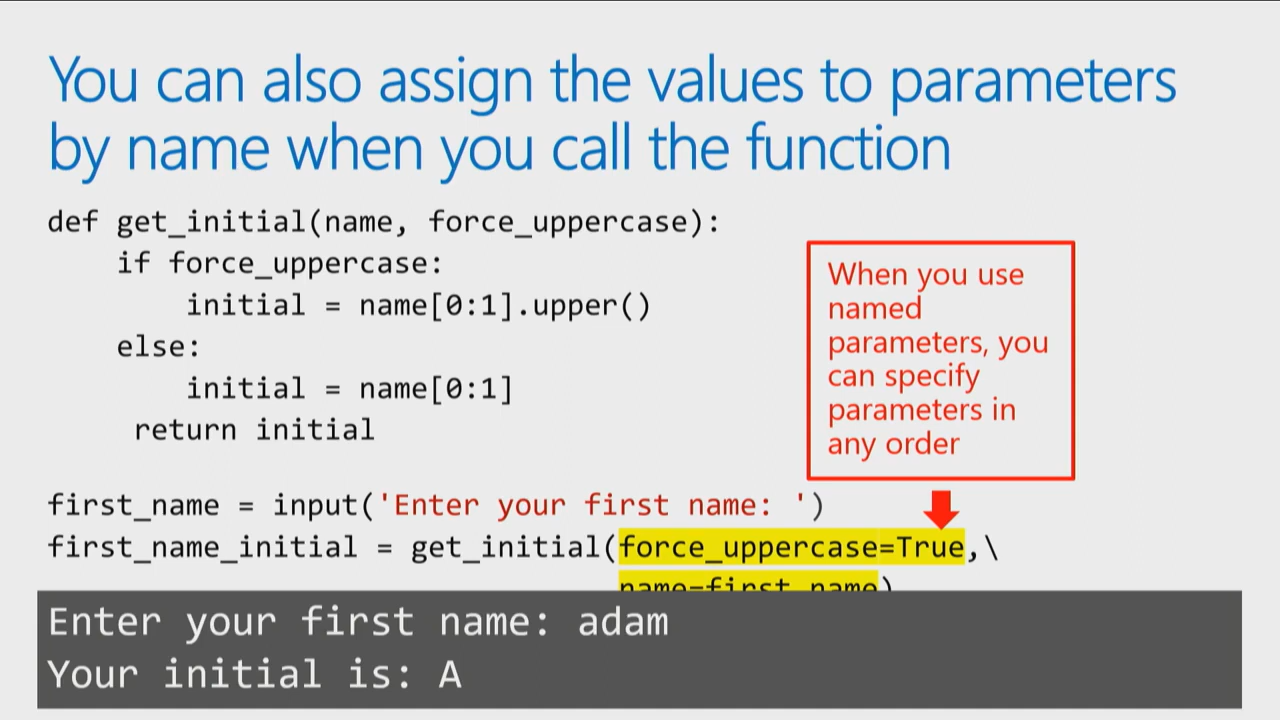 You can also assign the values to parameters
by name when you call the function
def get_initial(name, force_uppercase):
    if force_uppercase:
        initial = name[0:1].upper()
    else:
        initial = name[0:1]
     return initial
When you use
named
parameters, you
can specify
parameters in
any order
first_name = input('Enter your first name: ')
first_name_initial = get_initial(force_uppercase=True,\
                                 name=first_name)
Enter your first name: adam
Your initial is: A